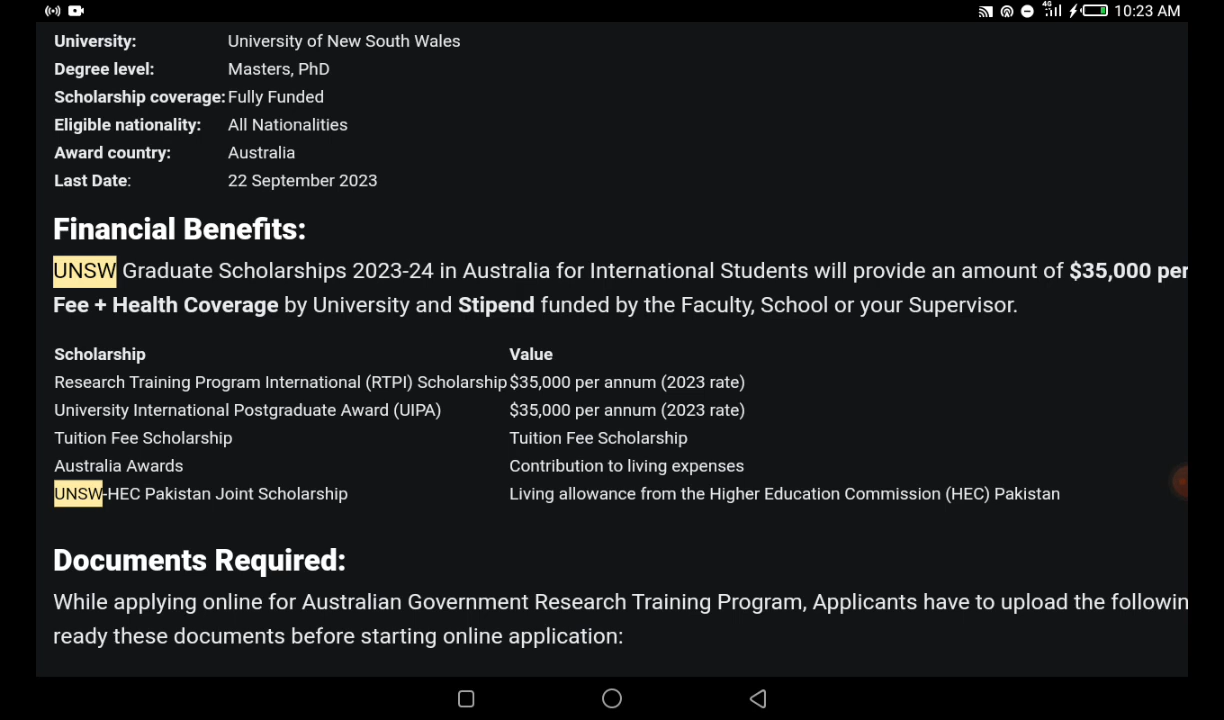 4G 10:23 AM
University: University of New South Wales
Degree level: Masters, PhD
Scholarship coverage: Fully Funded
Eligible nationality: All Nationalities
Award country: Australia
Last Date: 22 September 2023
Financial Benefits:
UNSW Graduate Scholarships 2023-24 in Australia for International Students will provide an amount of $35,000 per
Fee + Health Coverage by University and Stipend funded by the Faculty, School or your Supervisor.
Scholarship Value
Research Training Program International (RTPI) Scholarship $35,000 per annum (2023 rate)
University International Postgraduate Award (UIPA) $35,000 per annum (2023 rate)
Tuition Fee Scholarship Tuition Fee Scholarship
Australia Awards Contribution to living expenses
UNSW-HEC Pakistan Joint Scholarship Living allowance from the Higher Education Commission (HEC) Pakistan
Documents Required:
While applying online for Australian Government Research Training Program, Applicants have to upload the followin
ready these documents before starting online application: